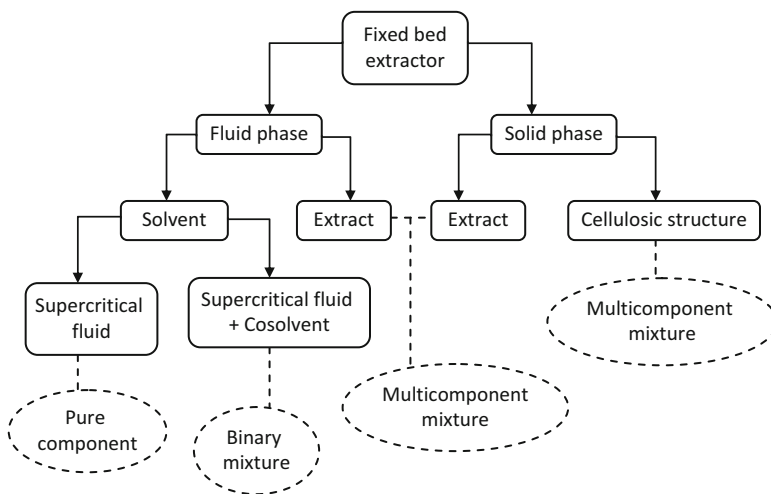 Fixed bed
extractor
Fluid phase
Solid phase
Solvent
Extract
Extract
Cellulosic structure
Supercritical
fluid
Supercritical fluid
+ Cosolvent
Multicomponent
mixture
Pure
component
Binary
mixture
Multicomponent
mixture